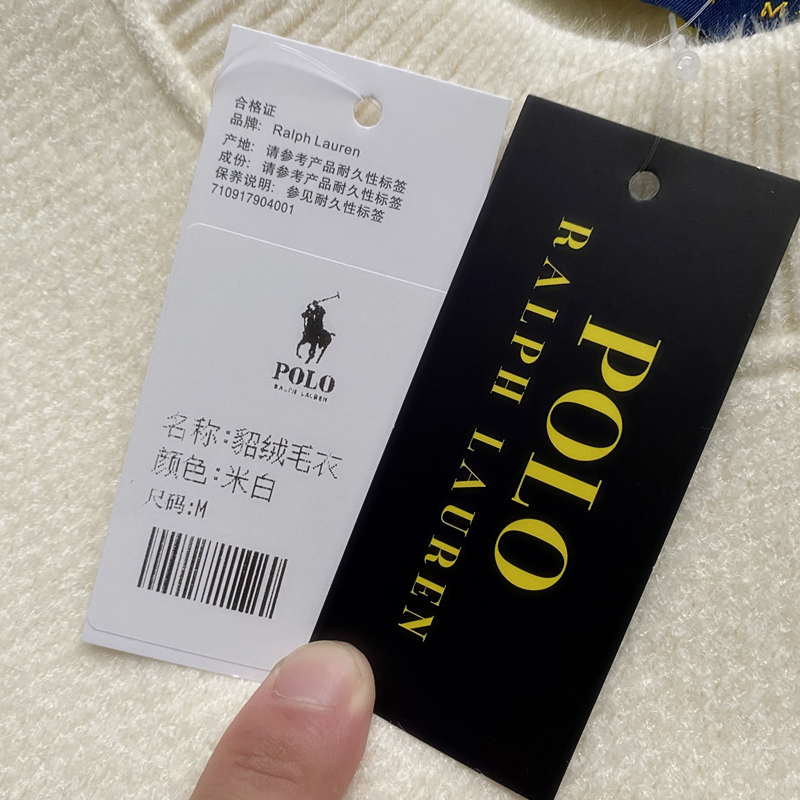 合格证
品牌: Ralph Lauren
产地: 请参考产品耐久性标签
成份: 请参考产品耐久性标签
保养说明: 参见耐久性标签
710917904001
POLO
RALPH LAUREN
名称:貂绒毛衣
颜色:米白
尺码:M
POLO
RALPH LAUREN
M